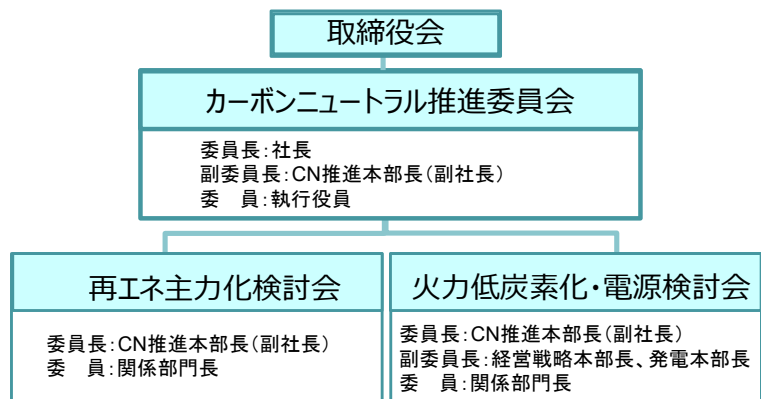 取締役会
カーボンニュートラル推進委員会
委員長：社長
副委員長：CN推進本部長（副社長）
委　員：執行役員
再エネ主力化検討会
委員長：CN推進本部長（副社長）
委　員：関係部門長
火力低炭素化・電源検討会
委員長：CN推進本部長（副社長）
副委員長：経営戦略本部長、発電本部長
委　員：関係部門長